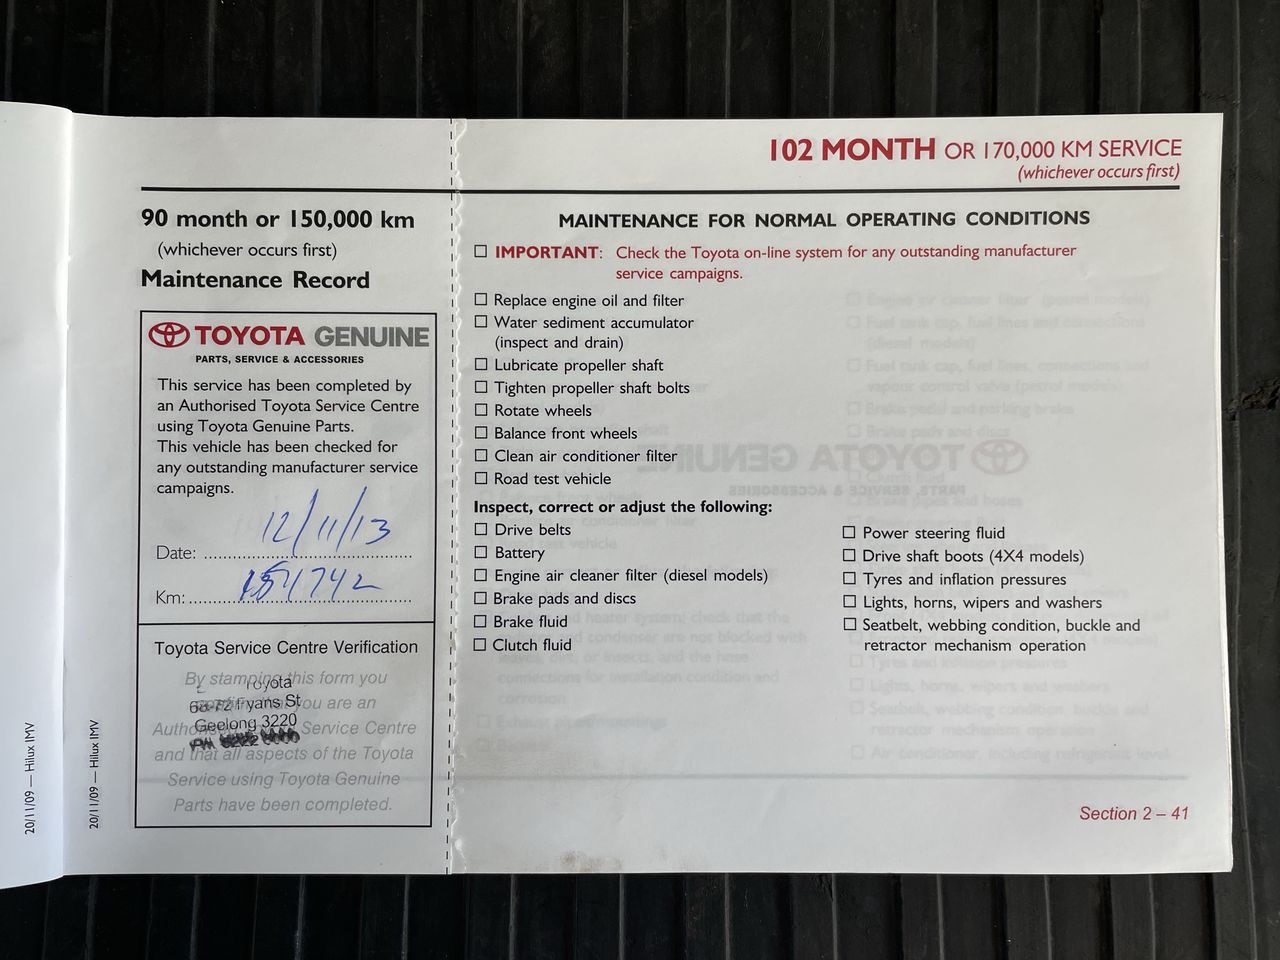 102 MONTH OR 170,000 KM SERVICE
(whichever occurs first)
90 month or 150,000 km
(whichever occurs first)
Maintenance Record
TOYOTA GENUINE
PARTS, SERVICE & ACCESSORIES
This service has been completed by
an Authorised Toyota Service Centre
using Toyota Genuine Parts.
This vehicle has been checked for
any outstanding manufacturer service
campaigns.
Date: 12/11/13
Km: 154742
Toyota Service Centre Verification
By stamping this form you
Toyota
63-72 Fryans St
you are an
Geelong 3220
Service Centre
and that all aspects of the Toyota
Service using Toyota Genuine
Parts have been completed.
MAINTENANCE FOR NORMAL OPERATING CONDITIONS
IMPORTANT: Check the Toyota on-line system for any outstanding manufacturer
service campaigns.
Replace engine oil and filter
Water sediment accumulator
(inspect and drain)
Lubricate propeller shaft
Tighten propeller shaft bolts
Rotate wheels
Balance front wheels
Clean air conditioner filter
Road test vehicle
Inspect, correct or adjust the following:
Drive belts
Battery
Engine air cleaner filter (diesel models)
Brake pads and discs
Brake fluid
Clutch fluid
Power steering fluid
Drive shaft boots (4X4 models)
Tyres and inflation pressures
Lights, horns, wipers and washers
Seatbelt, webbing condition, buckle and
retractor mechanism operation
Section 2 – 41
20/11/09 — Hilux IMV
20/11/09 — Hilux IMV